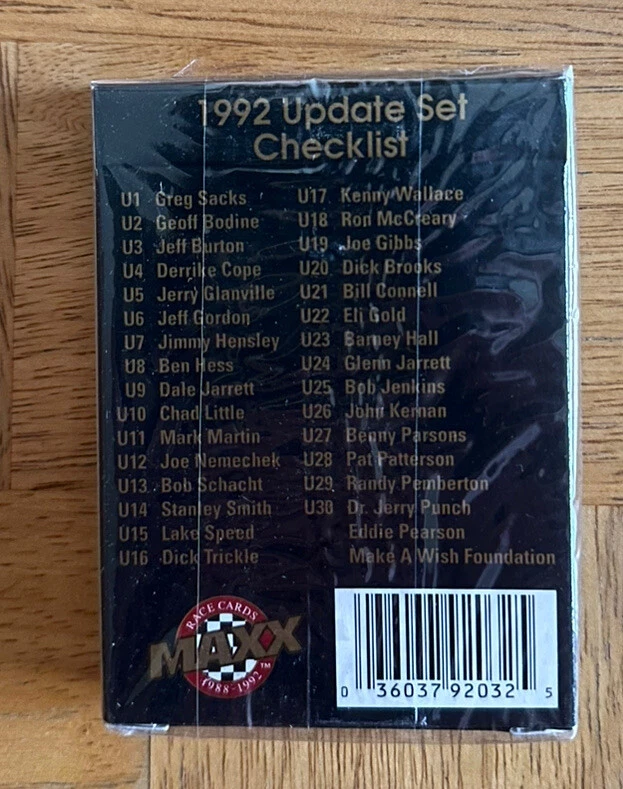 1992 Update Set
Checklist
U1 Greg Sacks
U2 Geoff Bodine
U3 Jeff Burton
U4 Derrike Cope
U5 Jerry Glanville
U6 Jeff Gordon
U7 Jimmy Hensley
U8 Ben Hess
U9 Dale Jarrett
U10 Chad Little
U11 Mark Martin
U12 Joe Nemechek
U13 Bob Schacht
U14 Stanley Smith
U15 Lake Speed
U16 Dick Trickle
U17 Kenny Wallace
U18 Ron McCreary
U19 Joe Gibbs
U20 Dick Brooks
U21 Bill Connell
U22 Eli Gold
U23 Barney Hall
U24 Glenn Jarrett
U25 Bob Jenkins
U26 John Kernan
U27 Benny Parsons
U28 Pat Patterson
U29 Randy Pemberton
U30 Dr. Jerry Punch
Eddie Pearson
Make A Wish Foundation
RACE CARDS
MAXX
TM
1988-1992
0 36037 92032 5